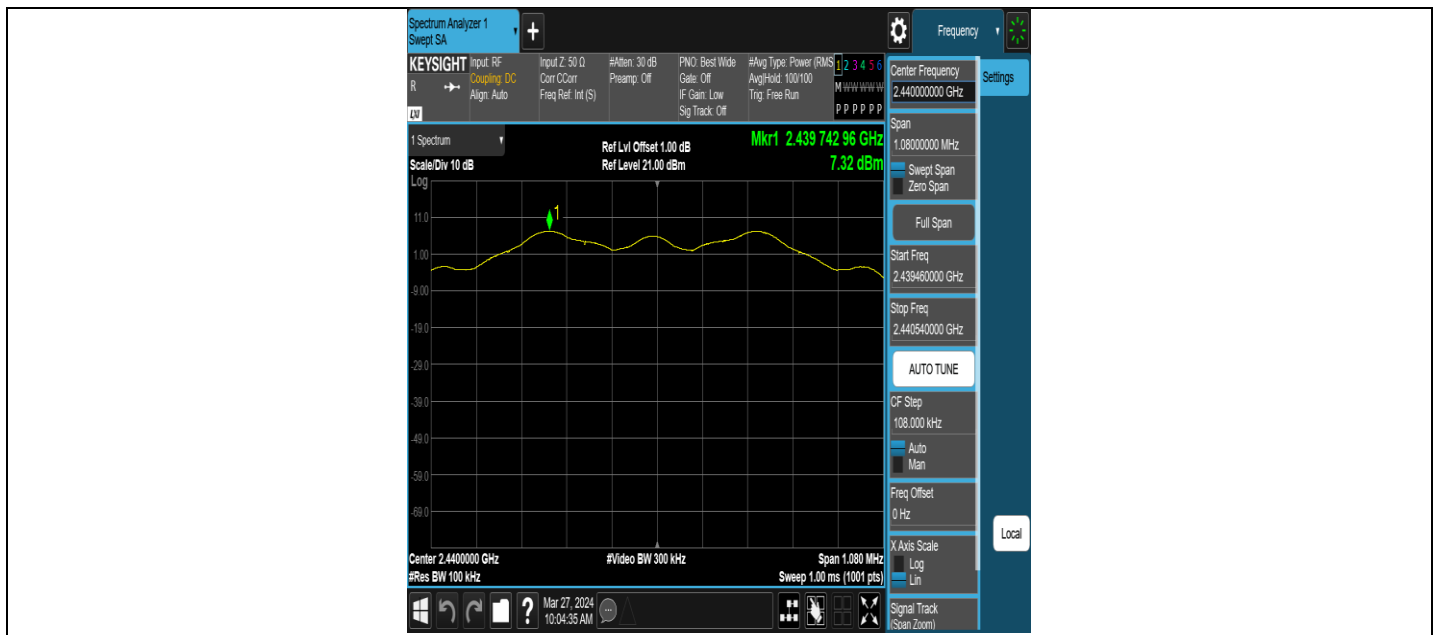 Spectrum Analyzer 1
Swept SA
+
Frequency
KEYSIGHT
R
LXI
Input: RF
Coupling: DC
Align: Auto
Input Z: 50 Ω
Corr CCorr
Freq Ref: Int (S)
#Atten: 30 dB
Preamp: Off
PNO: Best Wide
Gate: Off
IF Gain: Low
Sig Track: Off
#Avg Type: Power (RMS
Avg|Hold: 100/100
Trig: Free Run
1 2 3 4 5 6
M W W W W W
P P P P P P
1 Spectrum
Scale/Div 10 dB
Ref Lvl Offset 1.00 dB
Ref Level 21.00 dBm
Mkr1 2.439 742 96 GHz
7.32 dBm
Log
1
11.0
1.00
-9.00
-19.0
-29.0
-39.0
-49.0
-59.0
-69.0
Center 2.4400000 GHz
#Res BW 100 kHz
#Video BW 300 kHz
Span 1.080 MHz
Sweep 1.00 ms (1001 pts)
Center Frequency
2.440000000 GHz
Settings
Span
1.08000000 MHz
Swept Span
Zero Span
Full Span
Start Freq
2.439460000 GHz
Stop Freq
2.440540000 GHz
AUTO TUNE
CF Step
108.000 kHz
Auto
Man
Freq Offset
0 Hz
X Axis Scale
Log
Lin
Local
Signal Track
(Span Zoom)
?
Mar 27, 2024
10:04:35 AM